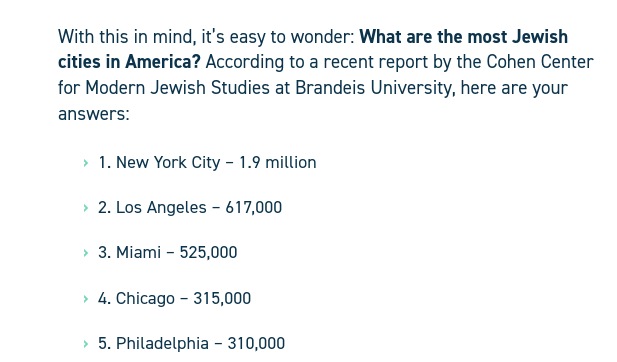 With this in mind, it's easy to wonder: What are the most Jewish
cities in America? According to a recent report by the Cohen Center
for Modern Jewish Studies at Brandeis University, here are your
answers:
› 1. New York City – 1.9 million
› 2. Los Angeles – 617,000
› 3. Miami – 525,000
› 4. Chicago – 315,000
› 5. Philadelphia – 310,000